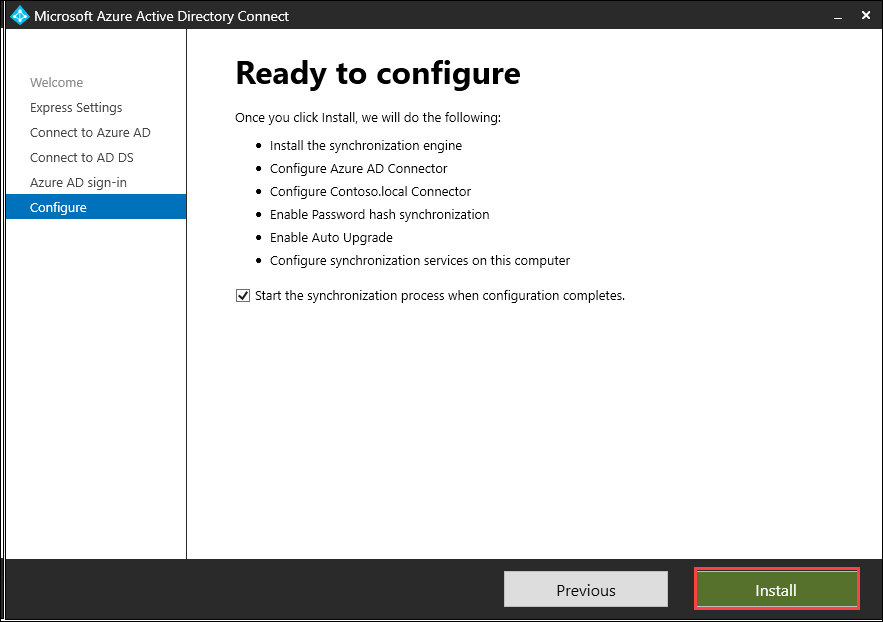 Microsoft Azure Active Directory Connect
Welcome
Express Settings
Connect to Azure AD
Connect to AD DS
Azure AD sign-in
Configure
Ready to configure
Once you click Install, we will do the following:
Install the synchronization engine
Configure Azure AD Connector
Configure Contoso.local Connector
Enable Password hash synchronization
Enable Auto Upgrade
Configure synchronization services on this computer
Start the synchronization process when configuration completes.
Previous
Install